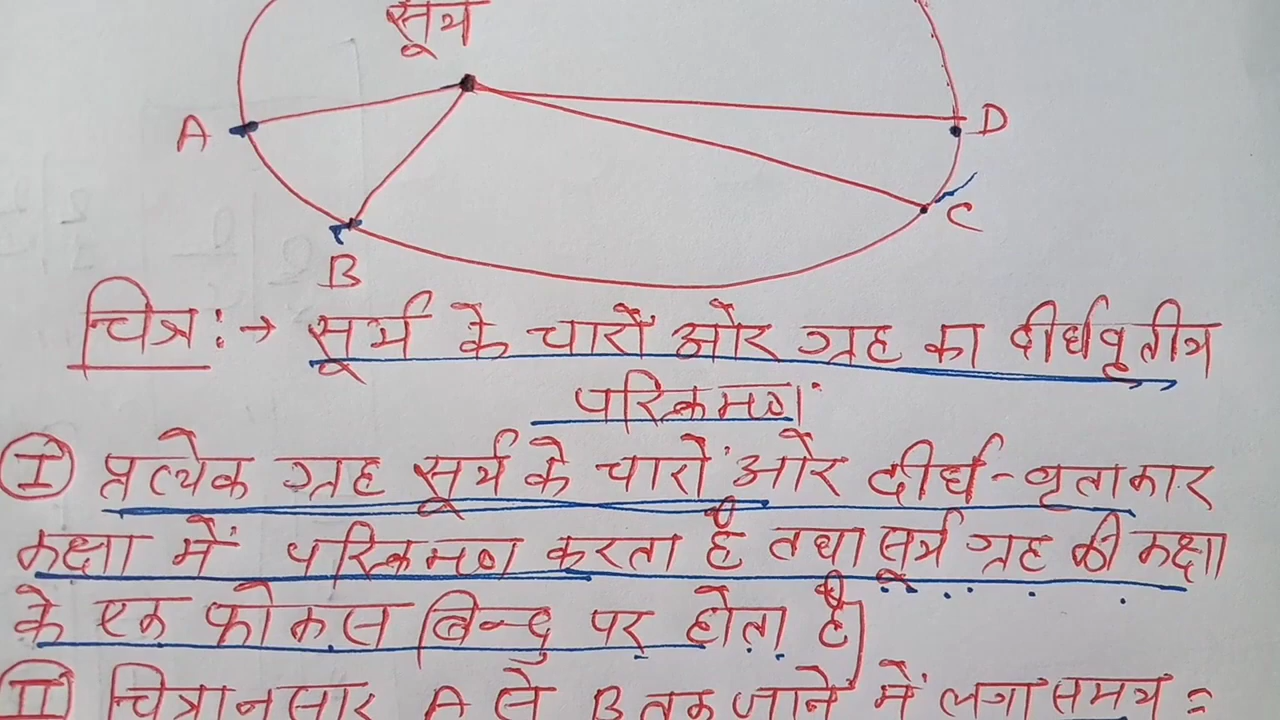 सूर्य
A
D
C
B
चित्र :→ सूर्य के चारों ओर ग्रह का दीर्घवृतीय
परिक्रमण
I प्रत्येक ग्रह सूर्य के चारों ओर दीर्घ-वृताकार
कक्षा में परिक्रमण करता है तथा सूर्य ग्रह की कक्षा
के एक फोकस बिन्दु पर होता है।
II चित्रानुसार A से B तक जाने में लगा समय =